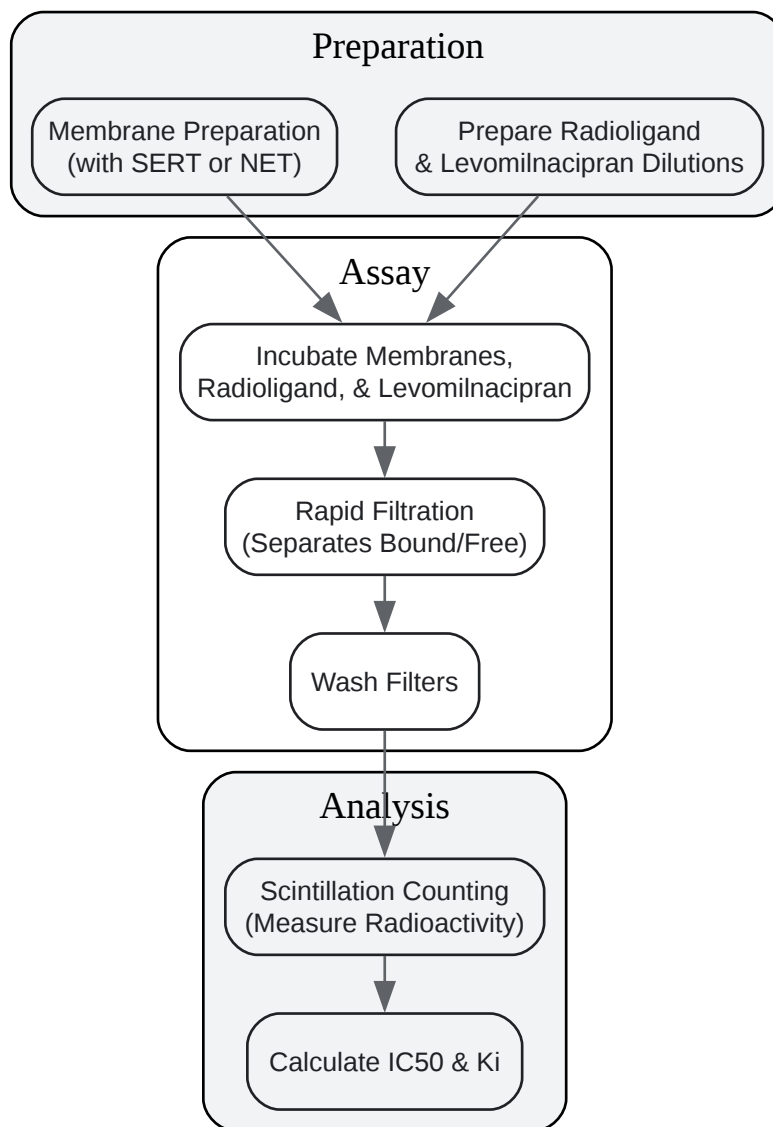 Preparation
Membrane Preparation
(with SERT or NET)
Prepare Radioligand
& Levomilnacipran Dilutions
Assay
Incubate Membranes,
Radioligand, & Levomilnacipran
Rapid Filtration
(Separates Bound/Free)
Wash Filters
Analysis
Scintillation Counting
(Measure Radioactivity)
Calculate IC50 & Ki